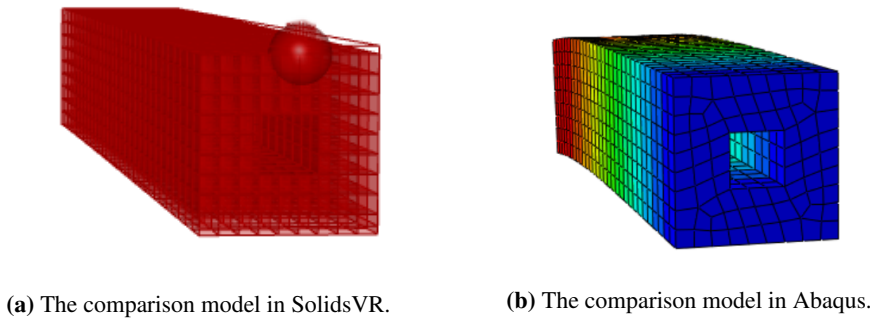 (a) The comparison model in SolidsVR.
(b) The comparison model in Abaqus.